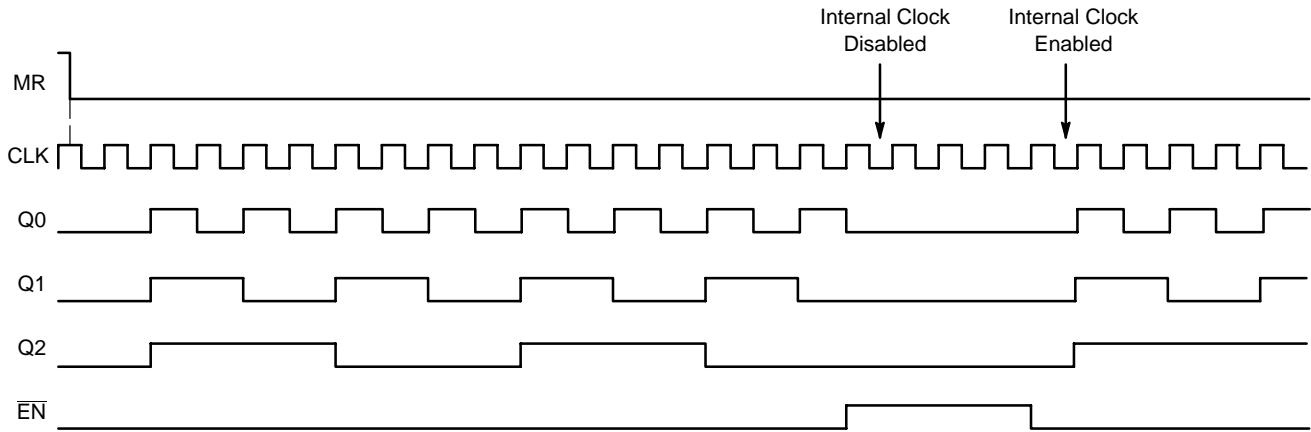 Internal Clock
Disabled
Internal Clock
Enabled
MR
CLK
Q0
Q1
Q2
EN